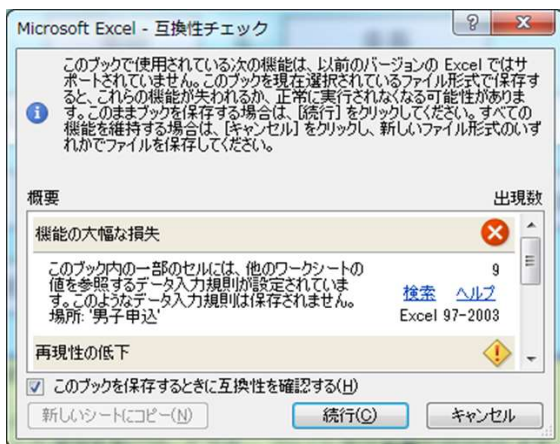 Microsoft Excel - 互換性チェック
このブックで使用されている次の機能は、以前のバージョンの Excel ではサ
ポートされていません。このブックを現在選択されているファイル形式で保存す
ると、これらの機能が失われるか、正常に実行されなくなる可能性がありま
す。このままブックを保存する場合は、[続行] をクリックしてください。すべての
機能を維持する場合は、[キャンセル] をクリックし、新しいファイル形式のいず
れかでファイルを保存してください。
概要 出現数
機能の大幅な損失
このブック内の一部のセルには、他のワークシートの 9
値を参照するデータ入力規則が設定されていま 検索 ヘルプ
す。このようなデータ入力規則は保存されません。 Excel 97-2003
場所: '男子申込'
再現性の低下
このブックを保存するときに互換性を確認する(H)
新しいシートにコピー(N) 続行(C) キャンセル